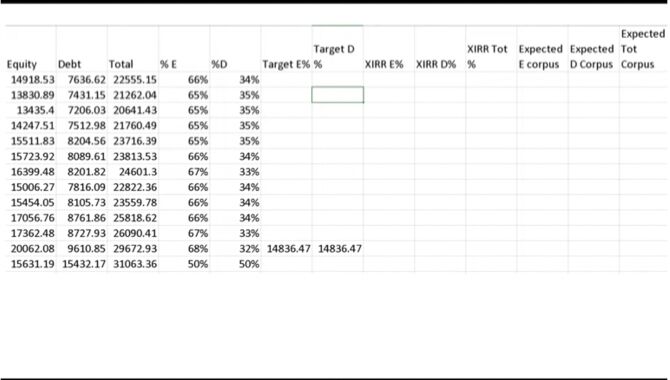 Expected
Target D XIRR Tot Expected Expected Tot
Equity Debt Total % E %D Target E% % XIRR E% XIRR D% % E corpus D Corpus Corpus
14918.53 7636.62 22555.15 66% 34%
13830.89 7431.15 21262.04 65% 35%
13435.4 7206.03 20641.43 65% 35%
14247.51 7512.98 21760.49 65% 35%
15511.83 8204.56 23716.39 65% 35%
15723.92 8089.61 23813.53 66% 34%
16399.48 8201.82 24601.3 67% 33%
15006.27 7816.09 22822.36 66% 34%
15454.05 8105.73 23559.78 66% 34%
17056.76 8761.86 25818.62 66% 34%
17362.48 8727.93 26090.41 67% 33%
20062.08 9610.85 29672.93 68% 32% 14836.47 14836.47
15631.19 15432.17 31063.36 50% 50%